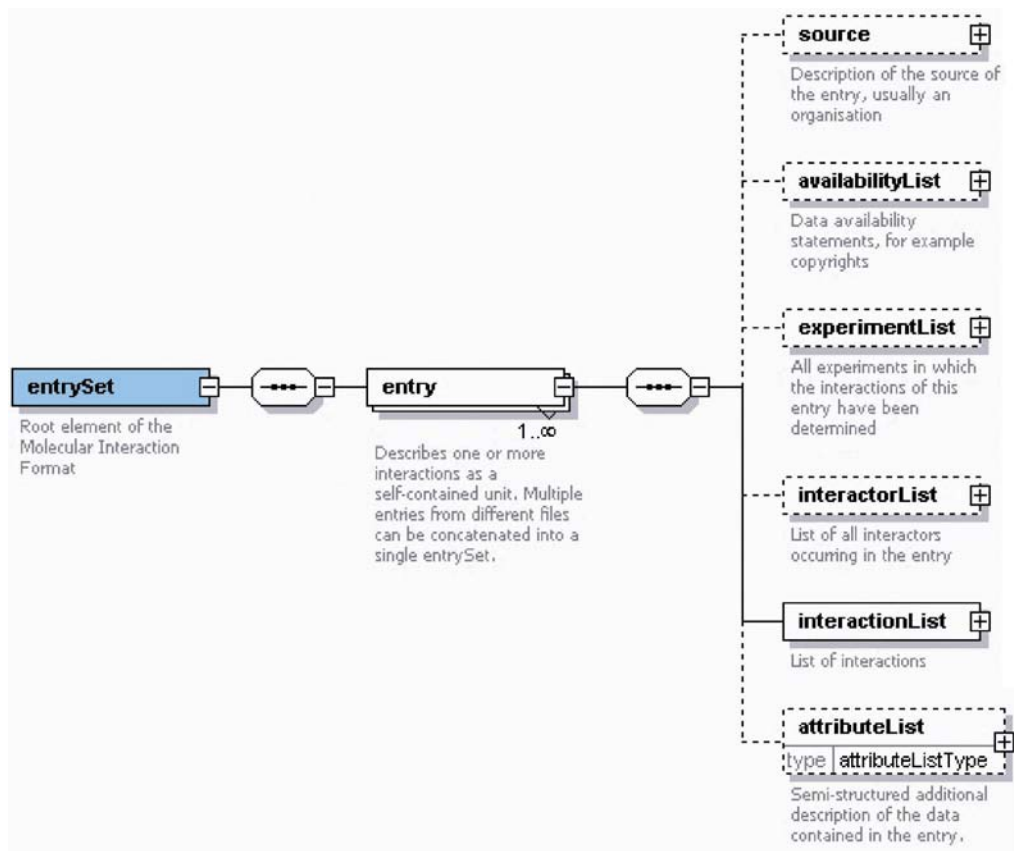 entrySet
Root element of the
Molecular Interaction
Format
entry
1..∞
Describes one or more
interactions as a
self-contained unit. Multiple
entries from different files
can be concatenated into a
single entrySet.
source
Description of the source of
the entry, usually an
organisation
availabilityList
Data availability
statements, for example
copyrights
experimentList
All experiments in which
the interactions of this
entry have been
determined
interactorList
List of all interactors
occurring in the entry
interactionList
List of interactions
attributeList
type attributeListType
Semi-structured additional
description of the data
contained in the entry.